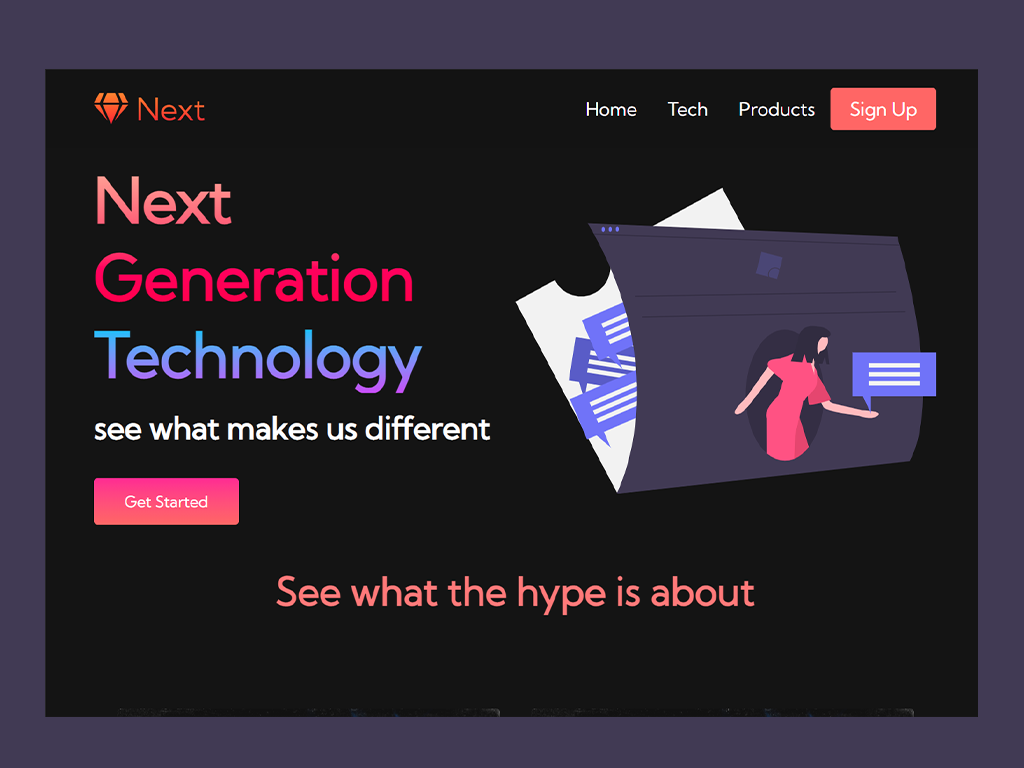 Next
Home Tech Products Sign Up
Next
Generation
Technology
see what makes us different
Get Started
See what the hype is about